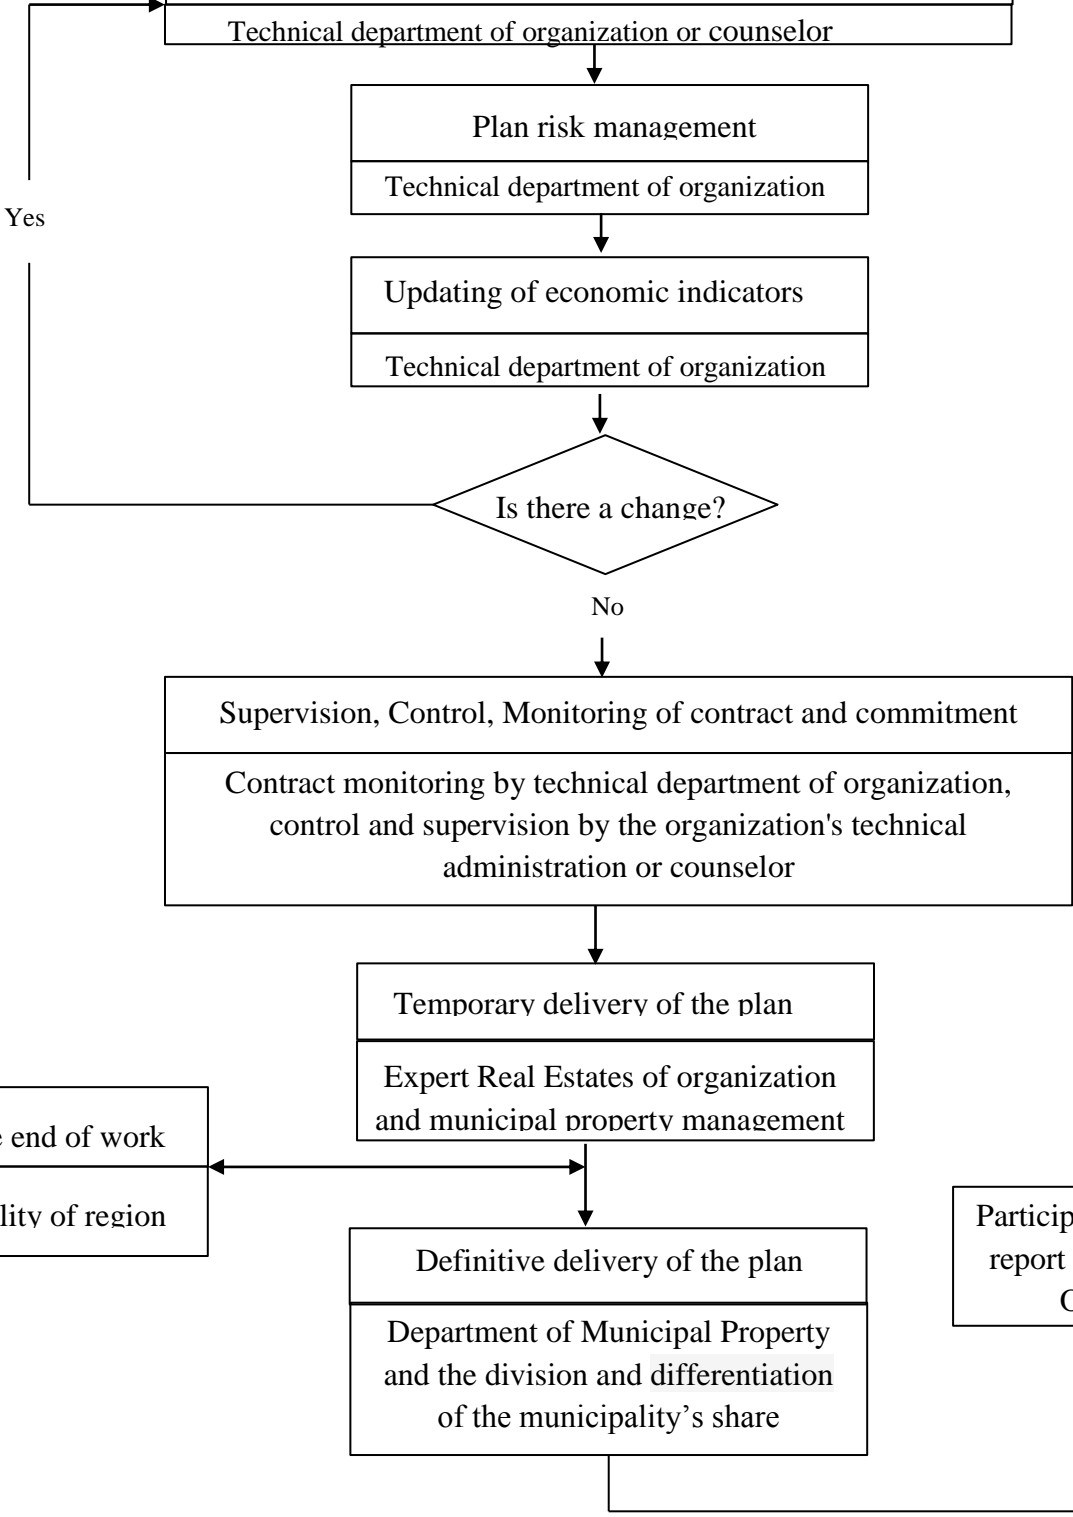 Technical department of organization or counselor
Plan risk management
Technical department of organization
Yes
Updating of economic indicators
Technical department of organization
Is there a change?
No
Supervision, Control, Monitoring of contract and commitment
Contract monitoring by technical department of organization,
control and supervision by the organization's technical
administration or counselor
Temporary delivery of the plan
Expert Real Estates of organization
and municipal property management
end of work
of region
Definitive delivery of the plan
Department of Municipal Property
and the division and differentiation
of the municipality’s share
report